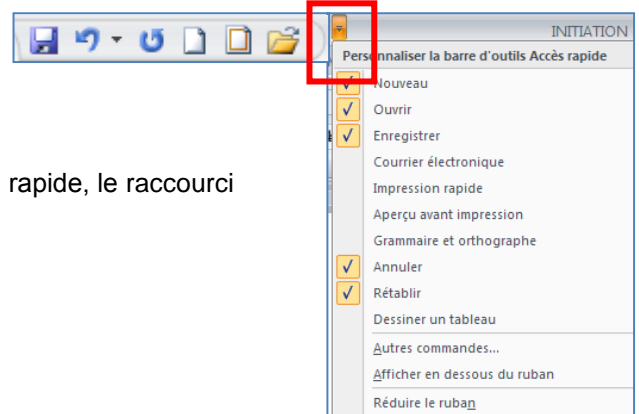 INITIATION
Personnaliser la barre d'outils Accès rapide
Nouveau
Ouvrir
Enregistrer
Courrier électronique
rapide, le raccourci
Impression rapide
Aperçu avant impression
Grammaire et orthographe
Annuler
Rétablir
Dessiner un tableau
Autres commandes...
Afficher en dessous du ruban
Réduire le ruban